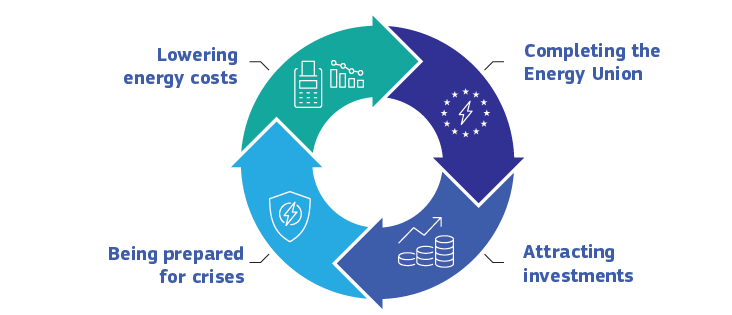 Lowering
energy costs
Completing the
Energy Union
Being prepared
for crises
Attracting
investments